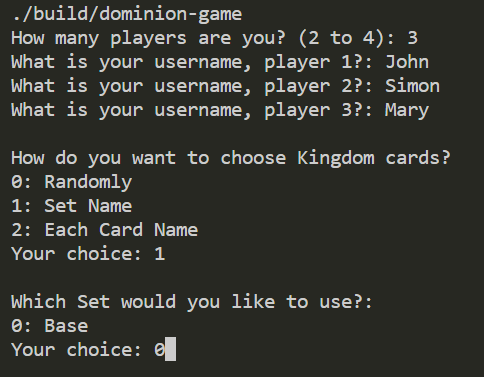 ./build/dominion-game
How many players are you? (2 to 4): 3
What is your username, player 1?: John
What is your username, player 2?: Simon
What is your username, player 3?: Mary
How do you want to choose Kingdom cards?
0: Randomly
1: Set Name
2: Each Card Name
Your choice: 1
Which Set would you like to use?:
0: Base
Your choice: 0